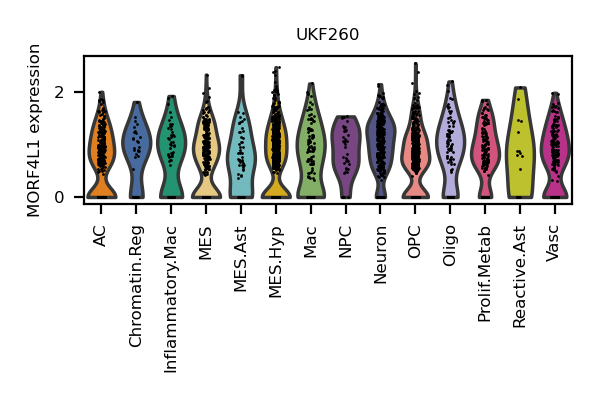 UKF260
MORF4L1 expression
2
0
AC
Chromatin.Reg
Inflammatory.Mac
MES
MES.Ast
MES.Hyp
Mac
NPC
Neuron
OPC
Oligo
Prolif.Metab
Reactive.Ast
Vasc